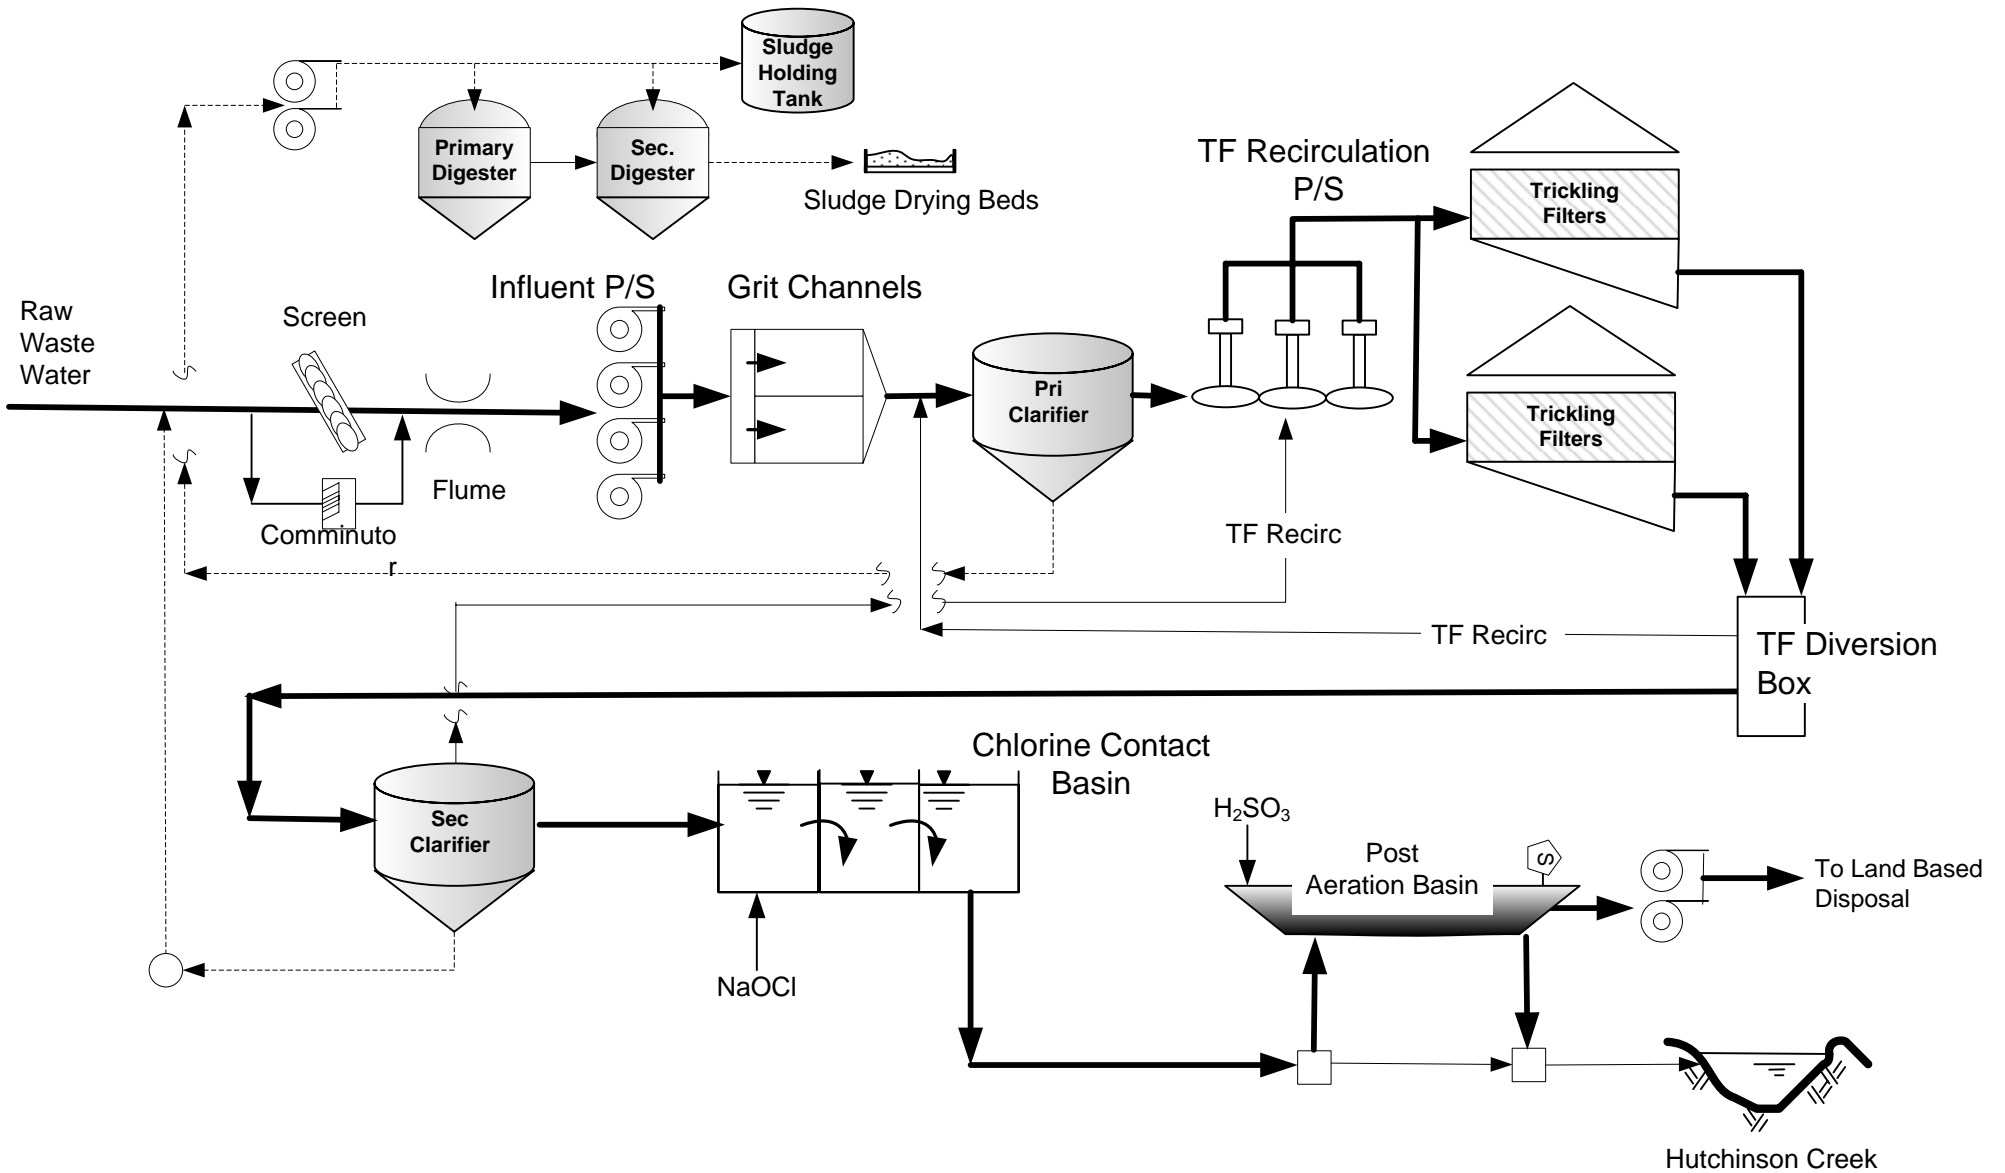 Sludge
Holding
Tank
Primary
Digester
Sec.
Digester
Sludge Drying Beds
TF Recirculation
P/S
Trickling
Filters
Influent P/S
Grit Channels
Raw
Waste
Water
Screen
Pri
Clarifier
Trickling
Filters
Flume
Comminuto
r
TF Recirc
TF Recirc
TF Diversion
Box
Chlorine Contact
Basin
Sec
Clarifier
H₂SO₃
Post
Aeration Basin
S
To Land Based
Disposal
NaOCl
Hutchinson Creek